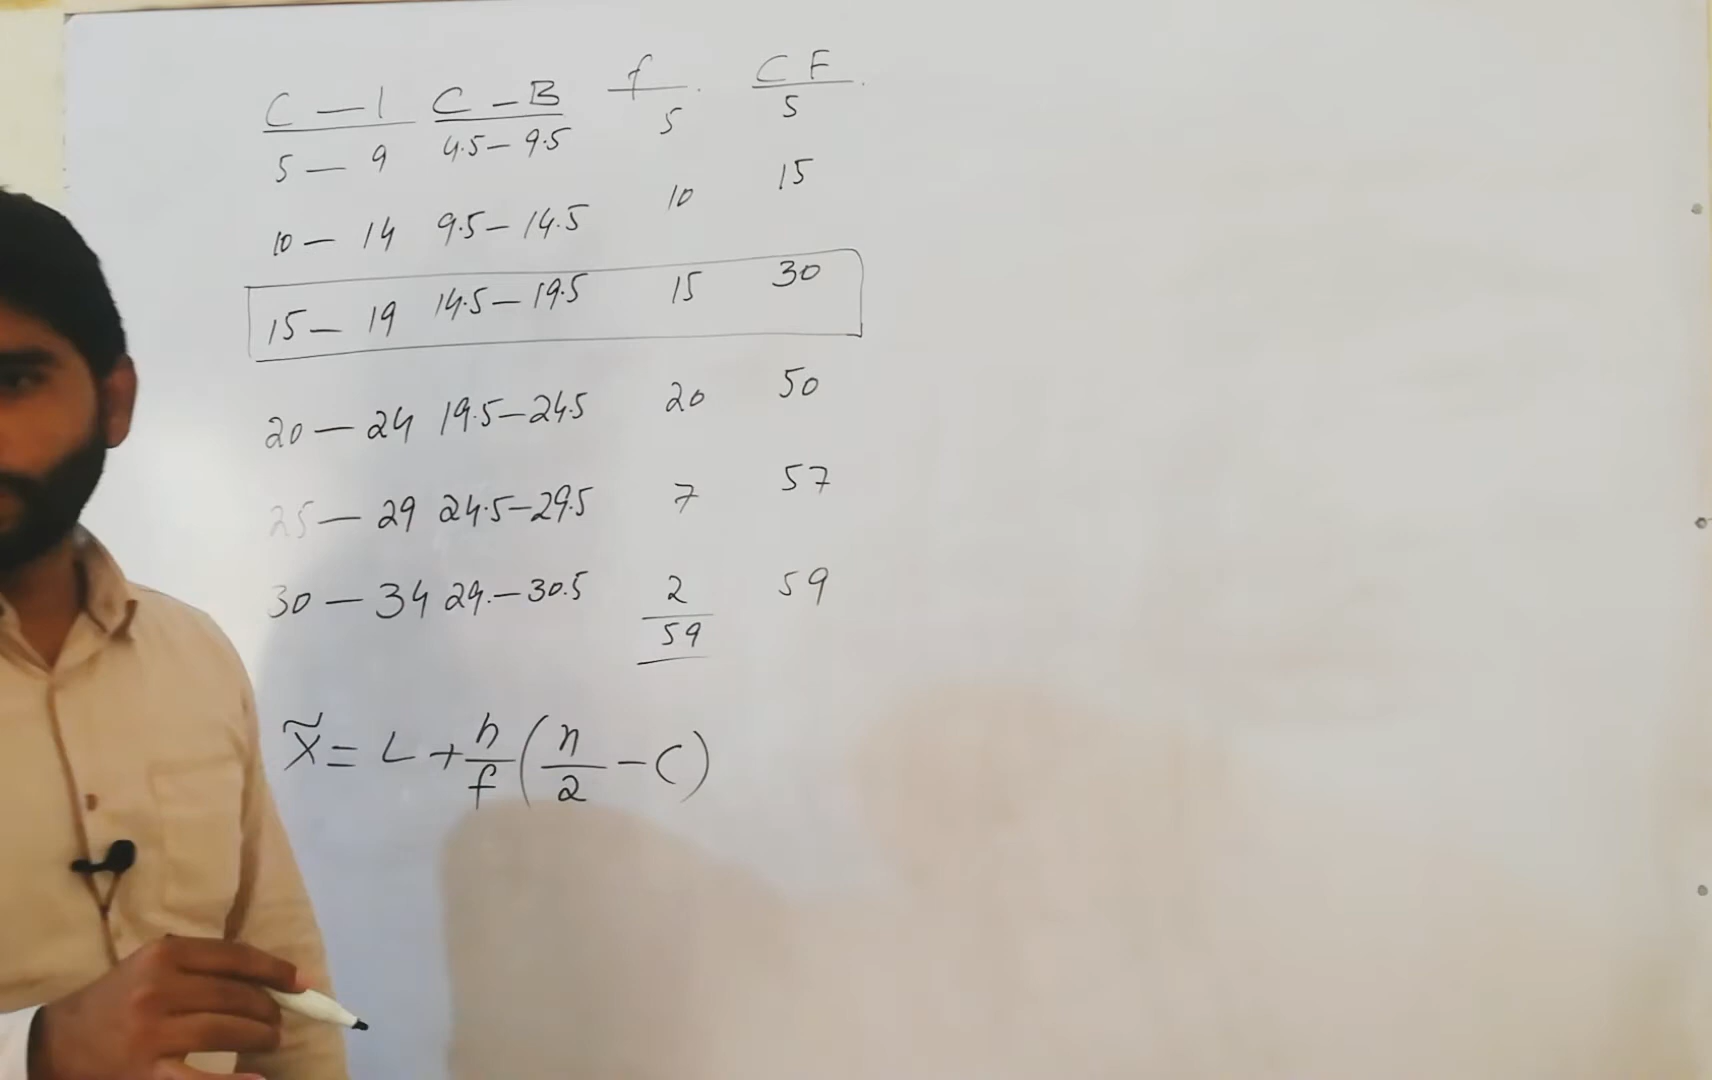 C — I C — B f C F
5 — 9 4.5 — 9.5 5 5
10 — 14 9.5 — 14.5 10 15
15 — 19 14.5 — 19.5 15 30
20 — 24 19.5 — 24.5 20 50
25 — 29 24.5 — 29.5 7 57
30 — 34 29. — 30.5 2 59
59
X̃ = L + h/f (n/2 − C)